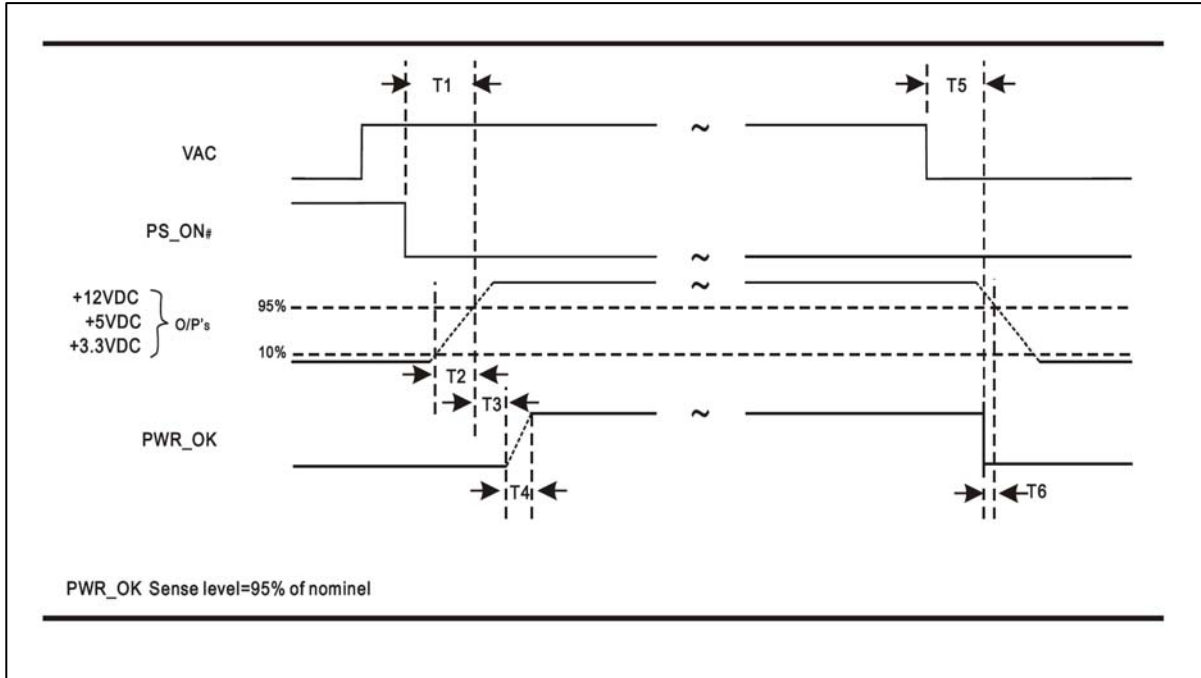 T1
T5
VAC
~
PS_ON#
~
+12VDC
+5VDC
+3.3VDC
O/P's
~
95%
10%
T2
T3
PWR_OK
~
T4
T6
PWR_OK Sense level=95% of nominel